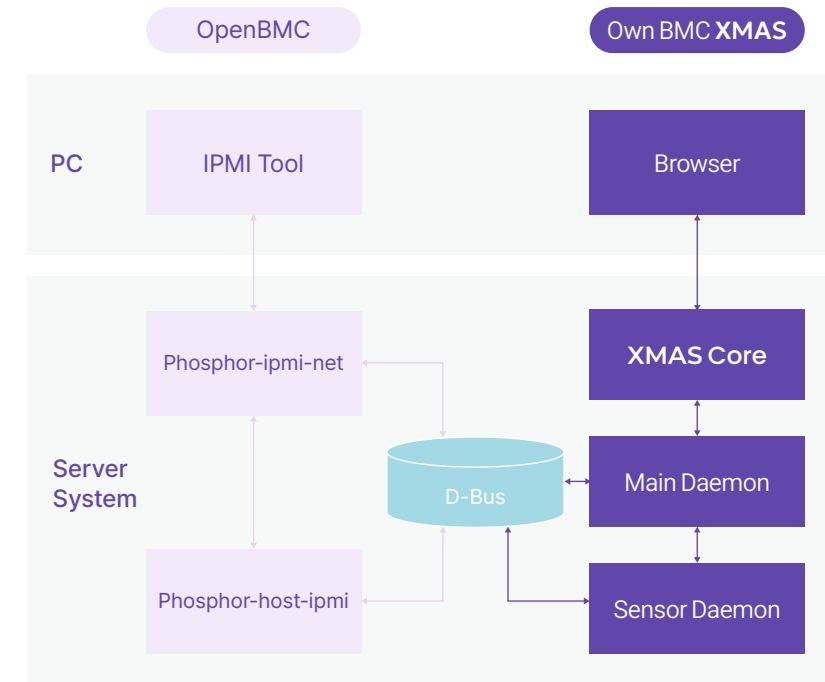 OpenBMC
Own BMC XMAS
PC
IPMI Tool
Browser
Phosphor-ipmi-net
XMAS Core
Server
System
D-Bus
Main Daemon
Phosphor-host-ipmi
Sensor Daemon